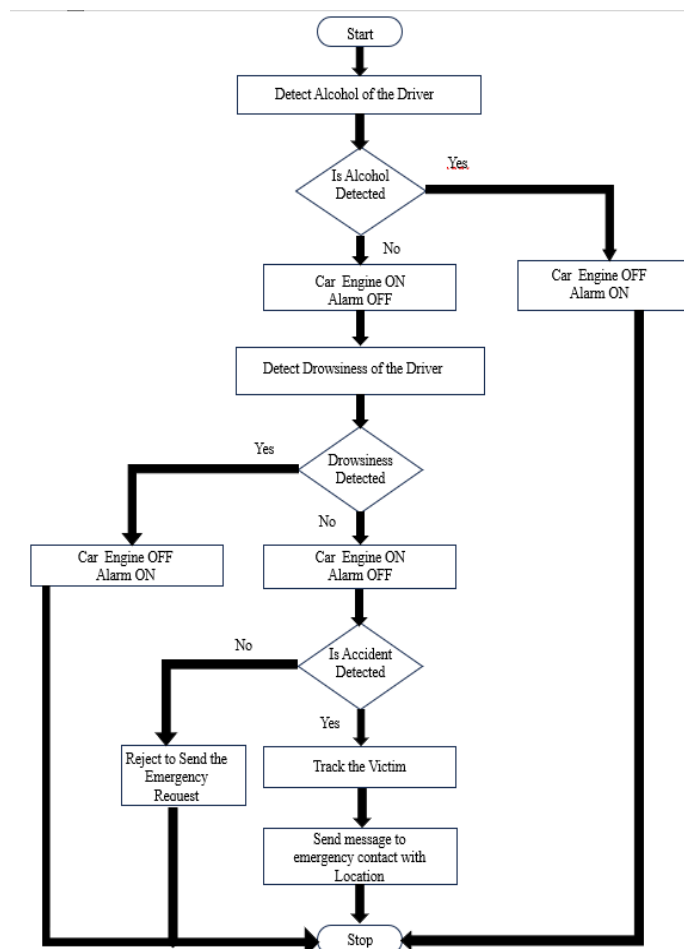 Start
Detect Alcohol of the Driver
Is Alcohol
Detected
Yes
No
Car Engine ON
Alarm OFF
Car Engine OFF
Alarm ON
Detect Drowsiness of the Driver
Yes
Drowsiness
Detected
No
Car Engine OFF
Alarm ON
Car Engine ON
Alarm OFF
No
Is Accident
Detected
Yes
Reject to Send the
Emergency
Request
Track the Victim
Send message to
emergency contact with
Location
Stop